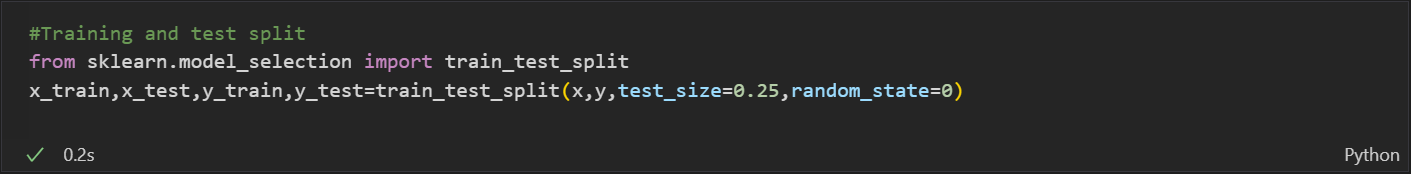 #Training and test split
from sklearn.model_selection import train_test_split
x_train,x_test,y_train,y_test=train_test_split(x,y,test_size=0.25,random_state=0)
0.2s
Python